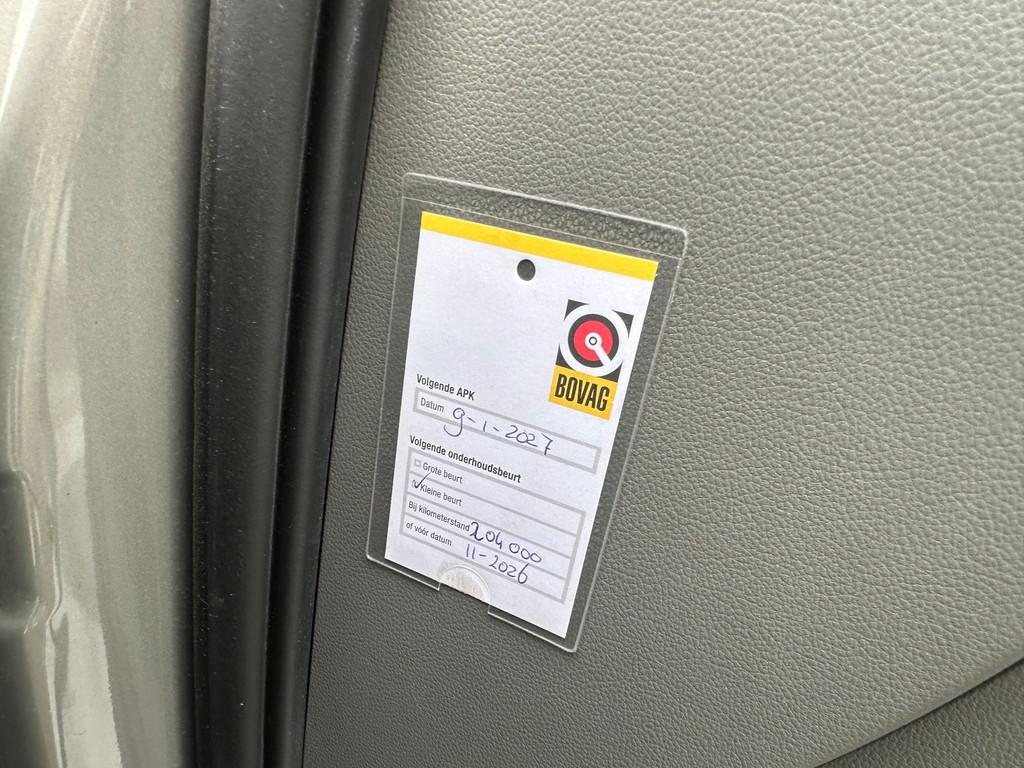 BOVAG
Volgende APK
Datum 9-1-2027
Volgende onderhoudsbeurt
Grote beurt
Kleine beurt
Bij kilometerstand 204 000
of vóór datum 11-2026